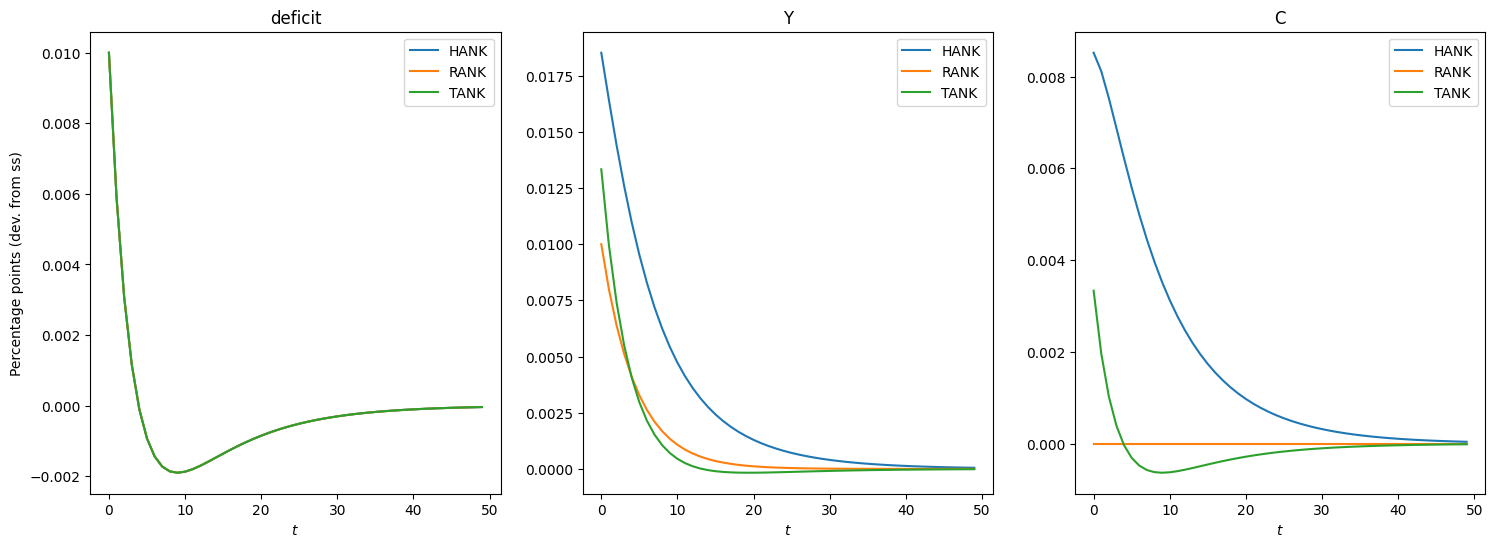 deficit
Percentage points (dev. from ss)
0.010
0.008
0.006
0.004
0.002
0.000
−0.002
HANK
RANK
TANK
0
10
20
30
40
50
t
Y
0.0175
0.0150
0.0125
0.0100
0.0075
0.0050
0.0025
0.0000
HANK
RANK
TANK
0
10
20
30
40
50
t
C
0.008
0.006
0.004
0.002
0.000
HANK
RANK
TANK
0
10
20
30
40
50
t